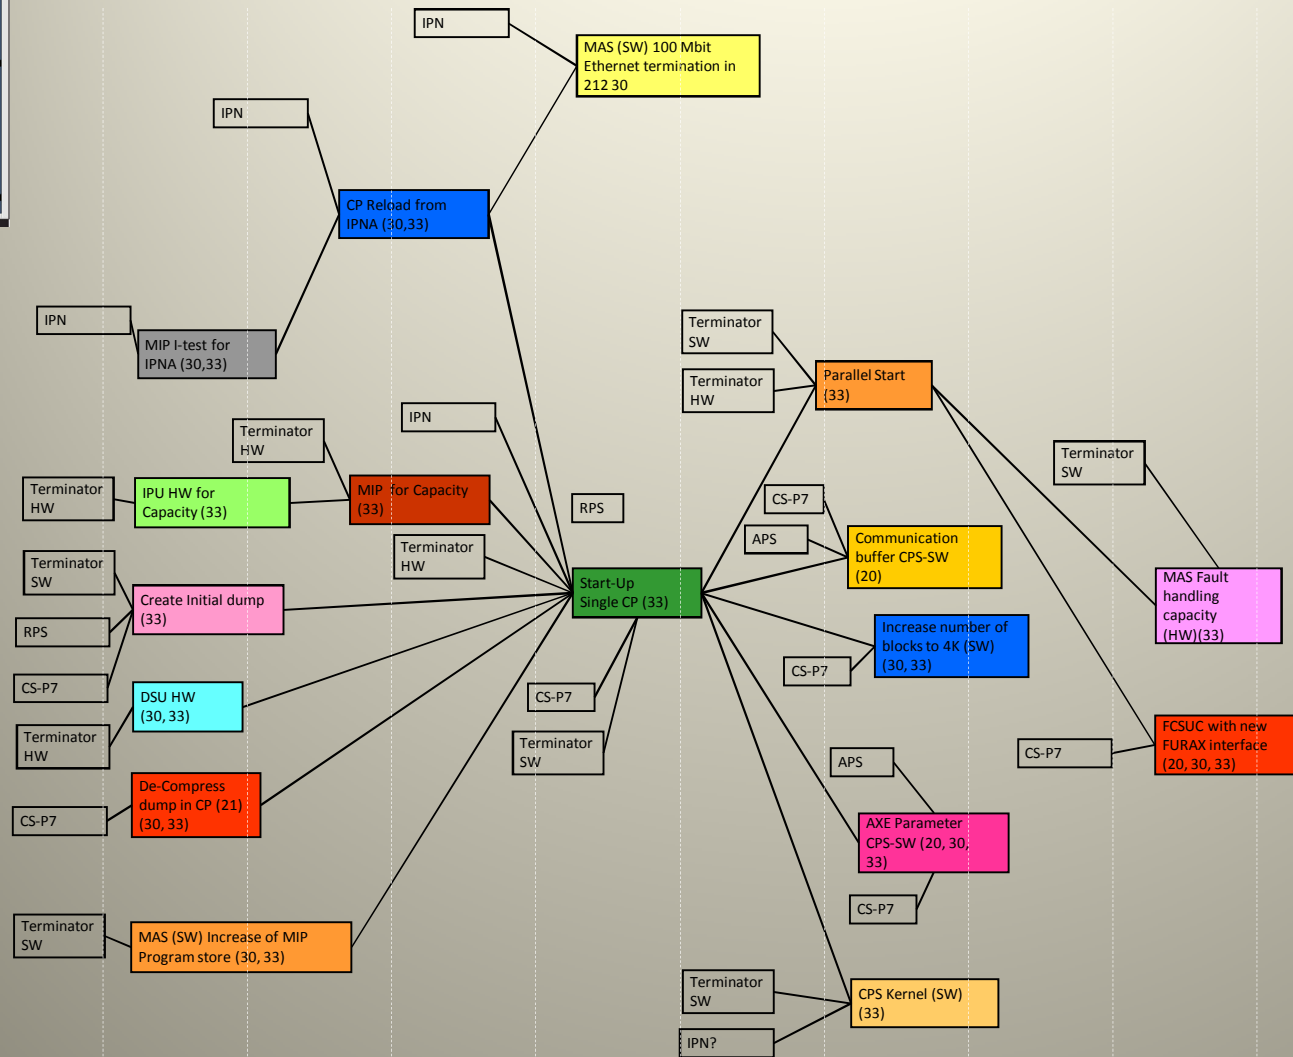 IPN
MAS (SW) 100 Mbit
Ethernet termination in
212 30
IPN
CP Reload from
IPNA (30,33)
IPN
MIP I-test for
IPNA (30,33)
Terminator
SW
Terminator
HW
Parallel Start
(33)
IPN
Terminator
HW
Terminator
SW
Terminator
HW
IPU HW for
Capacity (33)
MIP  for Capacity
(33)
RPS
CS-P7
APS
Communication
buffer CPS-SW
(20)
Terminator
HW
Terminator
SW
Create Initial dump
(33)
RPS
CS-P7
Start-Up
Single CP (33)
MAS Fault
handling
capacity
(HW)(33)
Increase number of
blocks to 4K (SW)
(30, 33)
CS-P7
DSU HW
(30, 33)
Terminator
HW
CS-P7
Terminator
SW
CS-P7
FCSUC with new
FURAX interface
(20, 30, 33)
De-Compress
dump in CP (21)
(30, 33)
CS-P7
APS
AXE Parameter
CPS-SW (20, 30,
33)
CS-P7
Terminator
SW
MAS (SW) Increase of MIP
Program store (30, 33)
Terminator
SW
CPS Kernel (SW)
(33)
IPN?